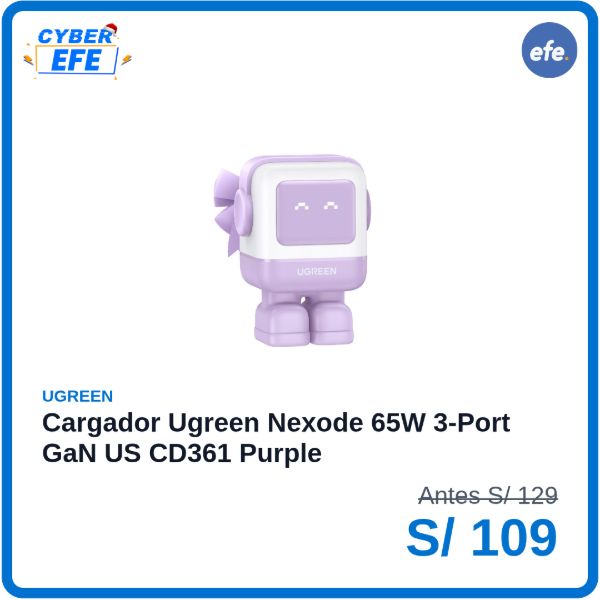 CYBER
EFE
efe.
UGREEN
UGREEN
Cargador Ugreen Nexode 65W 3-Port
GaN US CD361 Purple
Antes S/ 129
S/ 109